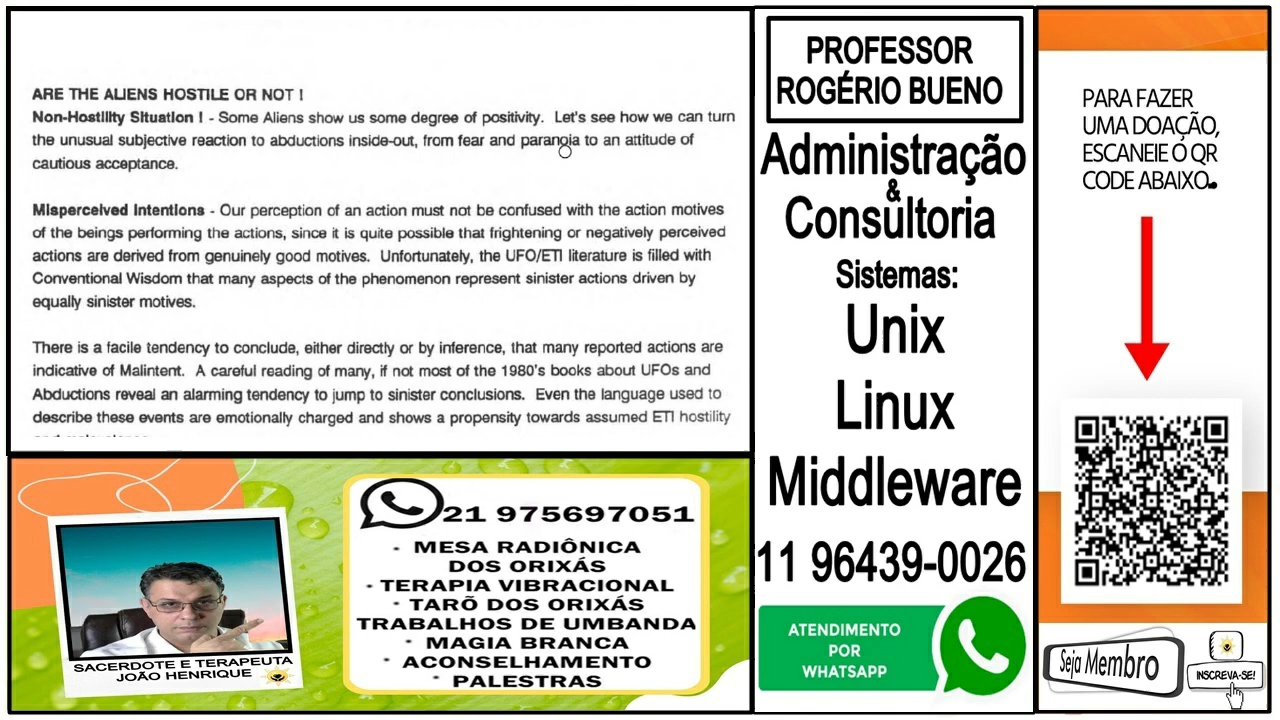 ARE THE ALIENS HOSTILE OR NOT !
Non-Hostility Situation ! - Some Aliens show us some degree of positivity. Let's see how we can turn
the unusual subjective reaction to abductions inside-out, from fear and paranoia to an attitude of
cautious acceptance.
Misperceived Intentions - Our perception of an action must not be confused with the action motives
of the beings performing the actions, since it is quite possible that frightening or negatively perceived
actions are derived from genuinely good motives. Unfortunately, the UFO/ETI literature is filled with
Conventional Wisdom that many aspects of the phenomenon represent sinister actions driven by
equally sinister motives.
There is a facile tendency to conclude, either directly or by inference, that many reported actions are
indicative of Malintent. A careful reading of many, if not most of the 1980's books about UFOs and
Abductions reveal an alarming tendency to jump to sinister conclusions. Even the language used to
describe these events are emotionally charged and shows a propensity towards assumed ETI hostility
SACERDOTE E TERAPEUTA
JOÃO HENRIQUE
21 975697051
· MESA RADIÔNICA
DOS ORIXÁS
· TERAPIA VIBRACIONAL
· TARÕ DOS ORIXÁS
TRABALHOS DE UMBANDA
· MAGIA BRANCA
· ACONSELHAMENTO
· PALESTRAS
PROFESSOR
ROGÉRIO BUENO
Administração
&
Consultoria
Sistemas:
Unix
Linux
Middleware
11 96439-0026
ATENDIMENTO
POR
WHATSAPP
PARA FAZER
UMA DOAÇÃO,
ESCANEIE O QR
CODE ABAIXO.
Seja Membro
INSCREVA-SE!